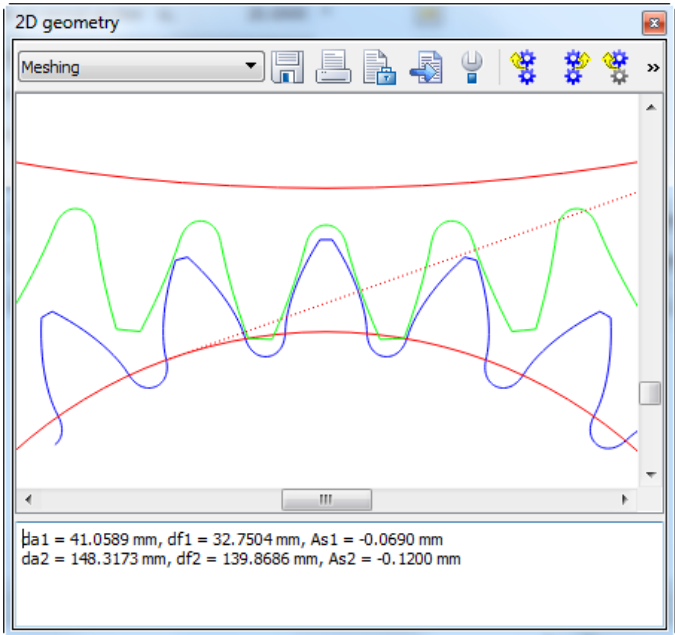 2D geometry
Meshing
»
da1 = 41.0589 mm, df1 = 32.7504 mm, As1 = -0.0690 mm
da2 = 148.3173 mm, df2 = 139.8686 mm, As2 = -0.1200 mm